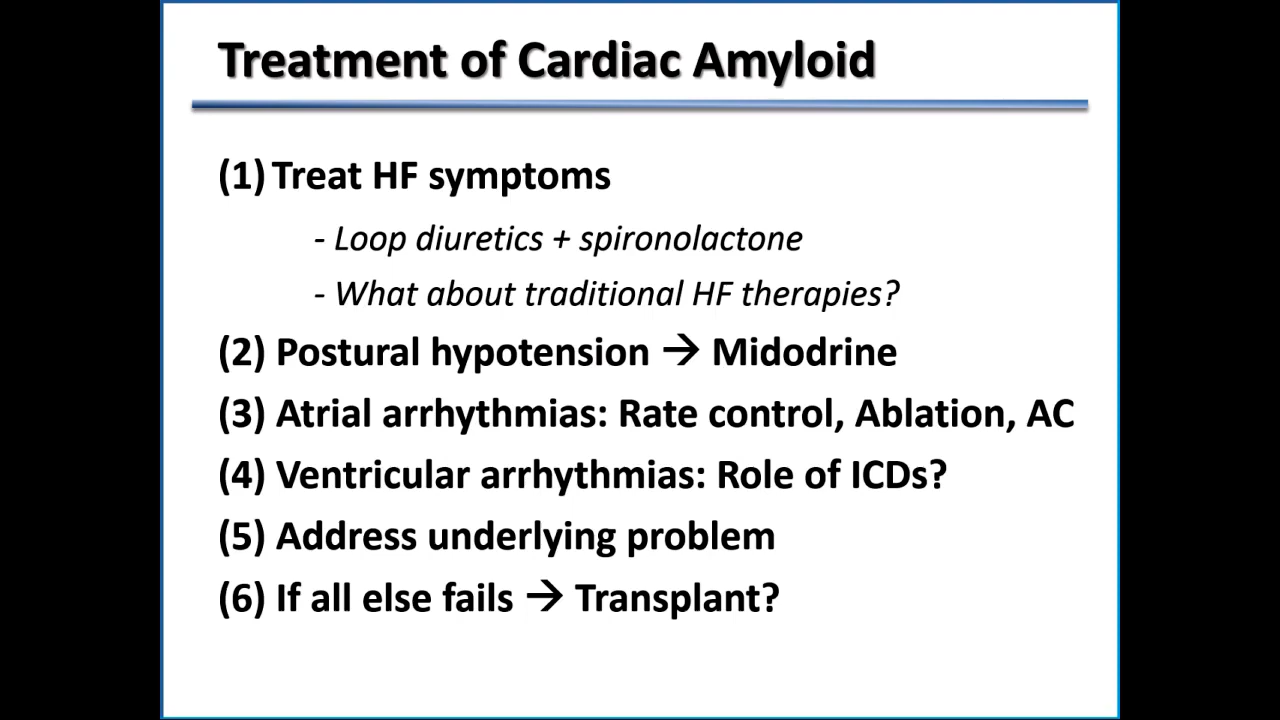 Treatment of Cardiac Amyloid
(1) Treat HF symptoms
- Loop diuretics + spironolactone
- What about traditional HF therapies?
(2) Postural hypotension → Midodrine
(3) Atrial arrhythmias: Rate control, Ablation, AC
(4) Ventricular arrhythmias: Role of ICDs?
(5) Address underlying problem
(6) If all else fails → Transplant?